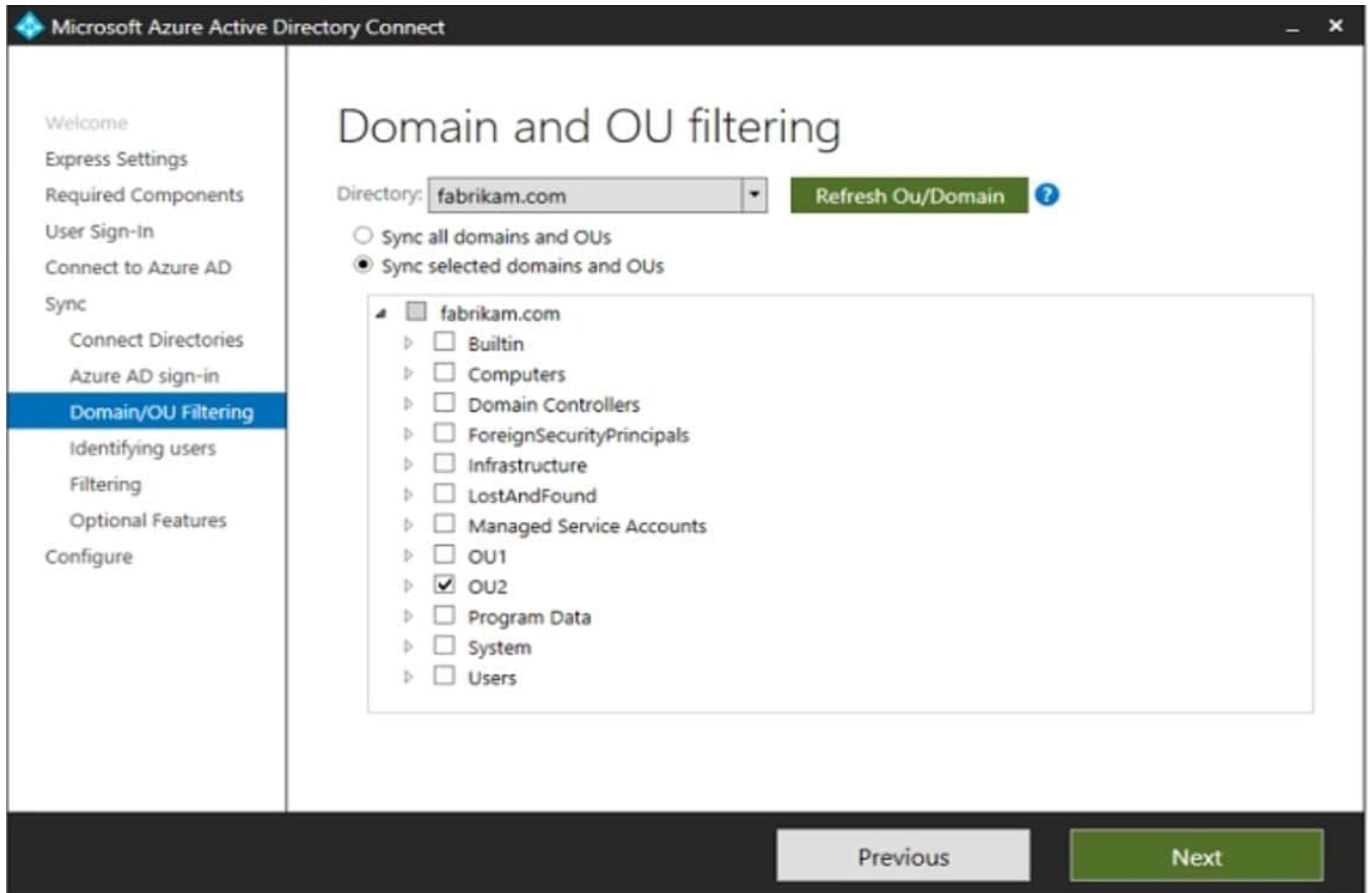 Microsoft Azure Active Directory Connect
Welcome
Express Settings
Required Components
User Sign-In
Connect to Azure AD
Sync
Connect Directories
Azure AD sign-in
Domain/OU Filtering
Identifying users
Filtering
Optional Features
Configure
Domain and OU filtering
Directory: fabrikam.com Refresh Ou/Domain ?
Sync all domains and OUs
Sync selected domains and OUs
fabrikam.com
Builtin
Computers
Domain Controllers
ForeignSecurityPrincipals
Infrastructure
LostAndFound
Managed Service Accounts
OU1
OU2
Program Data
System
Users
Previous Next